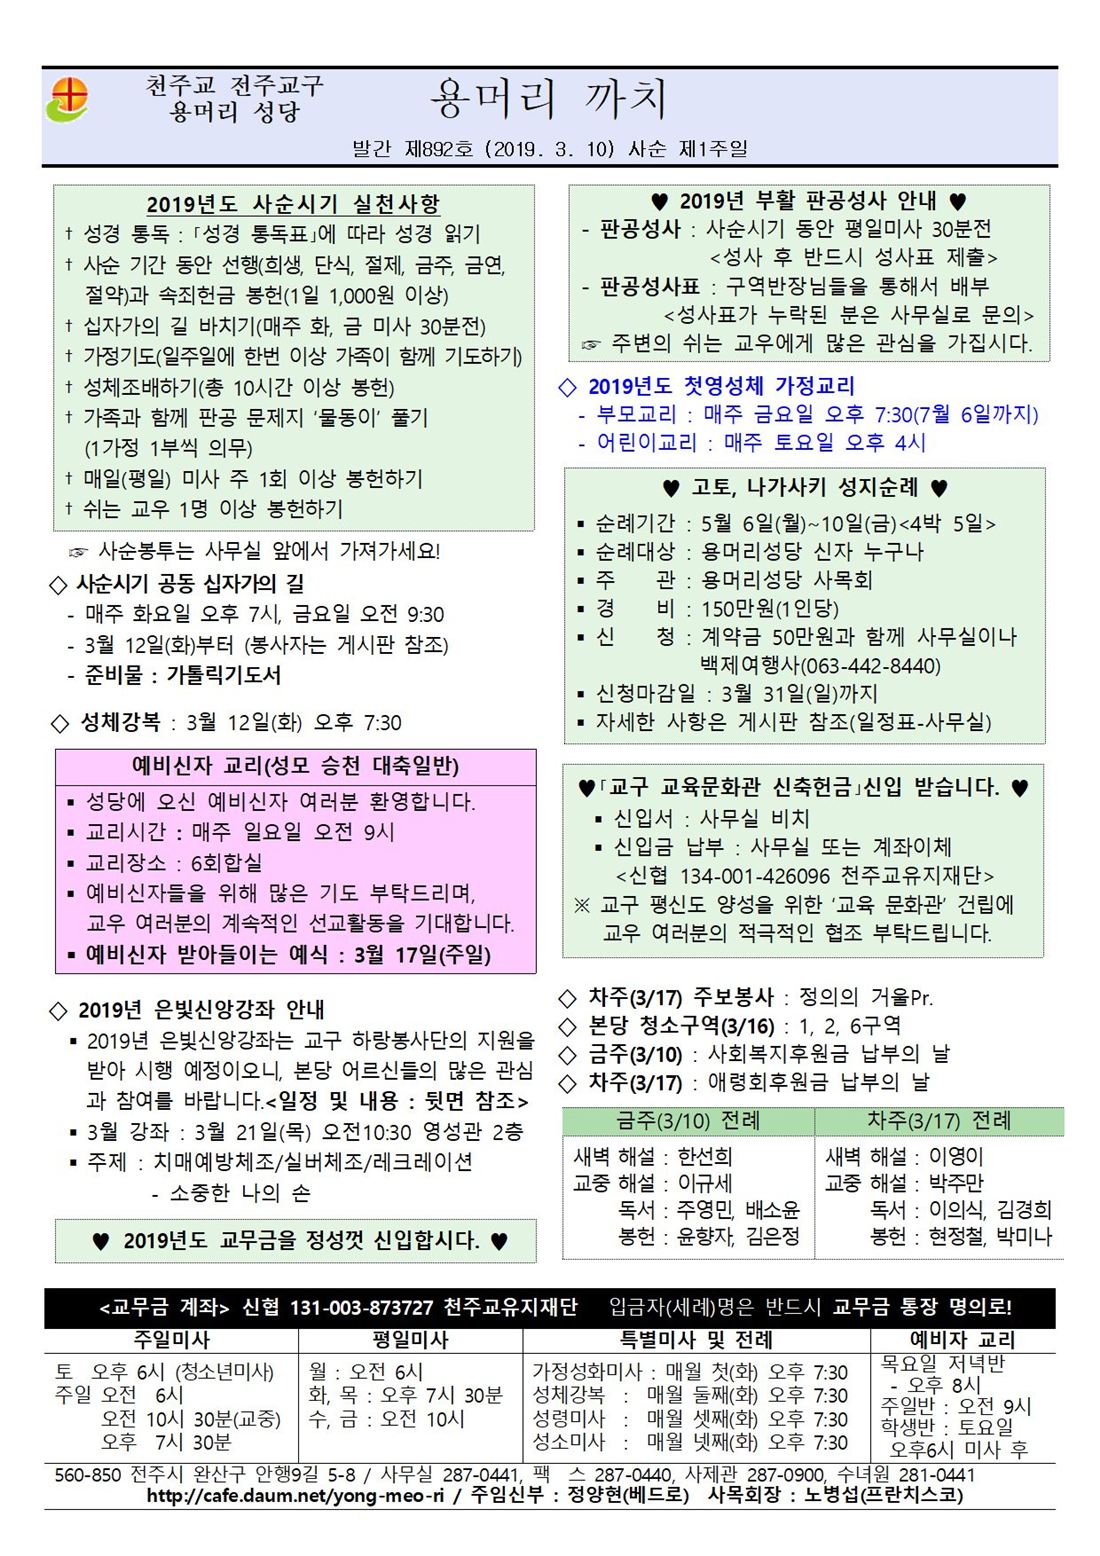 천주교 전주교구
용머리 성당
용머리 까치
발간 제892호 (2019. 3. 10) 사순 제1주일
2019년도 사순시기 실천사항
† 성경 통독 : ｢성경 통독표｣에 따라 성경 읽기
† 사순 기간 동안 선행(희생, 단식, 절제, 금주, 금연,
절약)과 속죄헌금 봉헌(1일 1,000원 이상)
† 십자가의 길 바치기(매주 화, 금 미사 30분전)
† 가정기도(일주일에 한번 이상 가족이 함께 기도하기)
† 성체조배하기(총 10시간 이상 봉헌)
† 가족과 함께 판공 문제지 ‘물동이’ 풀기
(1가정 1부씩 의무)
† 매일(평일) 미사 주 1회 이상 봉헌하기
† 쉬는 교우 1명 이상 봉헌하기
☞ 사순봉투는 사무실 앞에서 가져가세요!
◇ 사순시기 공동 십자가의 길
- 매주 화요일 오후 7시, 금요일 오전 9:30
- 3월 12일(화)부터 (봉사자는 게시판 참조)
- 준비물 : 가톨릭기도서
◇ 성체강복 : 3월 12일(화) 오후 7:30
예비신자 교리(성모 승천 대축일반)
▪ 성당에 오신 예비신자 여러분 환영합니다.
▪ 교리시간 : 매주 일요일 오전 9시
▪ 교리장소 : 6회합실
▪ 예비신자들을 위해 많은 기도 부탁드리며,
교우 여러분의 계속적인 선교활동을 기대합니다.
▪ 예비신자 받아들이는 예식 : 3월 17일(주일)
◇ 2019년 은빛신앙강좌 안내
▪ 2019년 은빛신앙강좌는 교구 하랑봉사단의 지원을
받아 시행 예정이오니, 본당 어르신들의 많은 관심
과 참여를 바랍니다.<일정 및 내용 : 뒷면 참조>
▪ 3월 강좌 : 3월 21일(목) 오전10:30 영성관 2층
▪ 주제 : 치매예방체조/실버체조/레크레이션
- 소중한 나의 손
♥ 2019년도 교무금을 정성껏 신입합시다. ♥
♥ 2019년 부활 판공성사 안내 ♥
- 판공성사 : 사순시기 동안 평일미사 30분전
<성사 후 반드시 성사표 제출>
- 판공성사표 : 구역반장님들을 통해서 배부
<성사표가 누락된 분은 사무실로 문의>
☞ 주변의 쉬는 교우에게 많은 관심을 가집시다.
◇ 2019년도 첫영성체 가정교리
- 부모교리 : 매주 금요일 오후 7:30(7월 6일까지)
- 어린이교리 : 매주 토요일 오후 4시
♥ 고토, 나가사키 성지순례 ♥
▪ 순례기간 : 5월 6일(월)~10일(금)<4박 5일>
▪ 순례대상 : 용머리성당 신자 누구나
▪ 주 관 : 용머리성당 사목회
▪ 경 비 : 150만원(1인당)
▪ 신 청 : 계약금 50만원과 함께 사무실이나
백제여행사(063-442-8440)
▪ 신청마감일 : 3월 31일(일)까지
▪ 자세한 사항은 게시판 참조(일정표-사무실)
♥｢교구 교육문화관 신축헌금｣신입 받습니다. ♥
▪ 신입서 : 사무실 비치
▪ 신입금 납부 : 사무실 또는 계좌이체
<신협 134-001-426096 천주교유지재단>
※ 교구 평신도 양성을 위한 ‘교육 문화관’ 건립에
교우 여러분의 적극적인 협조 부탁드립니다.
◇ 차주(3/17) 주보봉사 : 정의의 거울Pr.
◇ 본당 청소구역(3/16) : 1, 2, 6구역
◇ 금주(3/10) : 사회복지후원금 납부의 날
◇ 차주(3/17) : 애령회후원금 납부의 날
금주(3/10) 전례 차주(3/17) 전례
새벽 해설 : 한선희 새벽 해설 : 이영이
교중 해설 : 이규세 교중 해설 : 박주만
독서 : 주영민, 배소윤 독서 : 이의식, 김경희
봉헌 : 윤향자, 김은정 봉헌 : 현정철, 박미나
<교무금 계좌> 신협 131-003-873727 천주교유지재단 입금자(세례)명은 반드시 교무금 통장 명의로!
주일미사 평일미사 특별미사 및 전례 예비자 교리
토 오후 6시 (청소년미사)
주일 오전 6시
오전 10시 30분(교중)
오후 7시 30분
월 : 오전 6시
화, 목 : 오후 7시 30분
수, 금 : 오전 10시
가정성화미사 : 매월 첫(화) 오후 7:30
성체강복 : 매월 둘째(화) 오후 7:30
성령미사 : 매월 셋째(화) 오후 7:30
성소미사 : 매월 넷째(화) 오후 7:30
목요일 저녁반
- 오후 8시
주일반 : 오전 9시
학생반 : 토요일
오후6시 미사 후
560-850 전주시 완산구 안행9길 5-8 / 사무실 287-0441, 팩 스 287-0440, 사제관 287-0900, 수녀원 281-0441
http://cafe.daum.net/yong-meo-ri / 주임신부 : 정양현(베드로) 사목회장 : 노병섭(프란치스코)